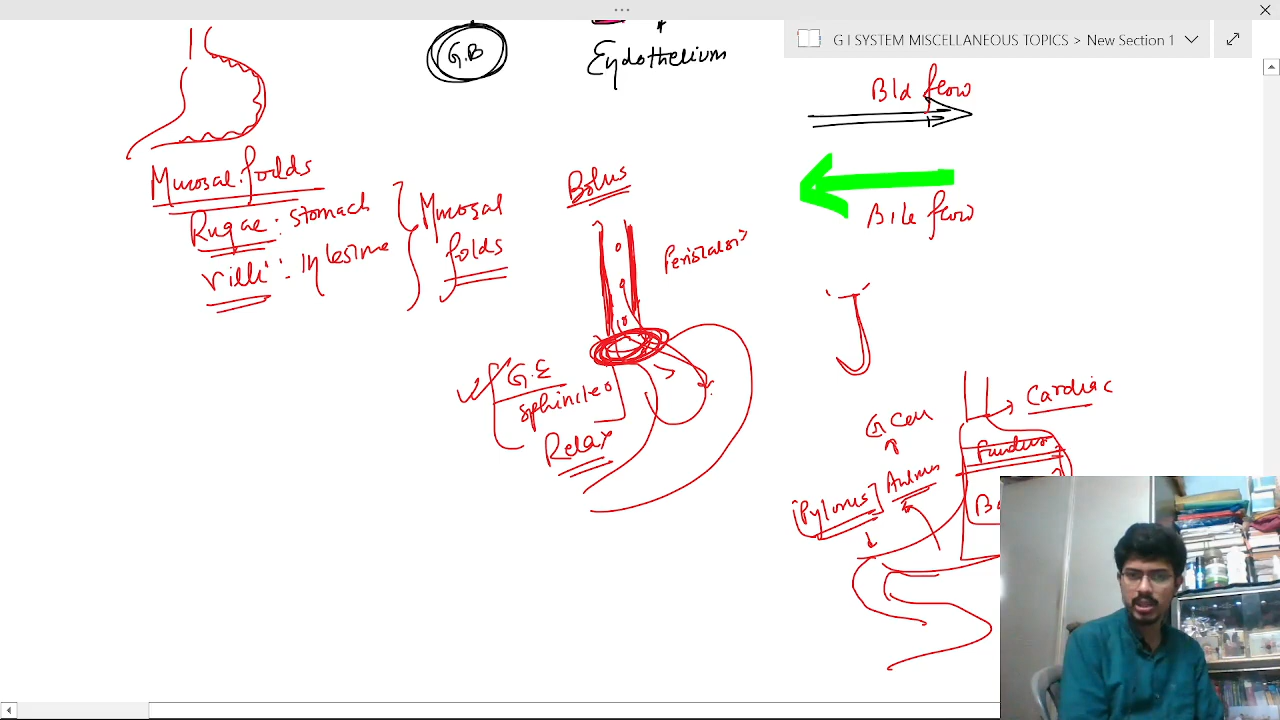 G I SYSTEM MISCELLANEOUS TOPICS > New Section 1
G.B
Endothelium
Bld flow
Bile flow
Mucosal folds
Rugae : stomach
villi : Intestine
Mucosal
folds
Bolus
Peristalsis
G.E
sphincter
Relax
J
Cardiac
G Cell
Fundus
Antrum
Pylorus